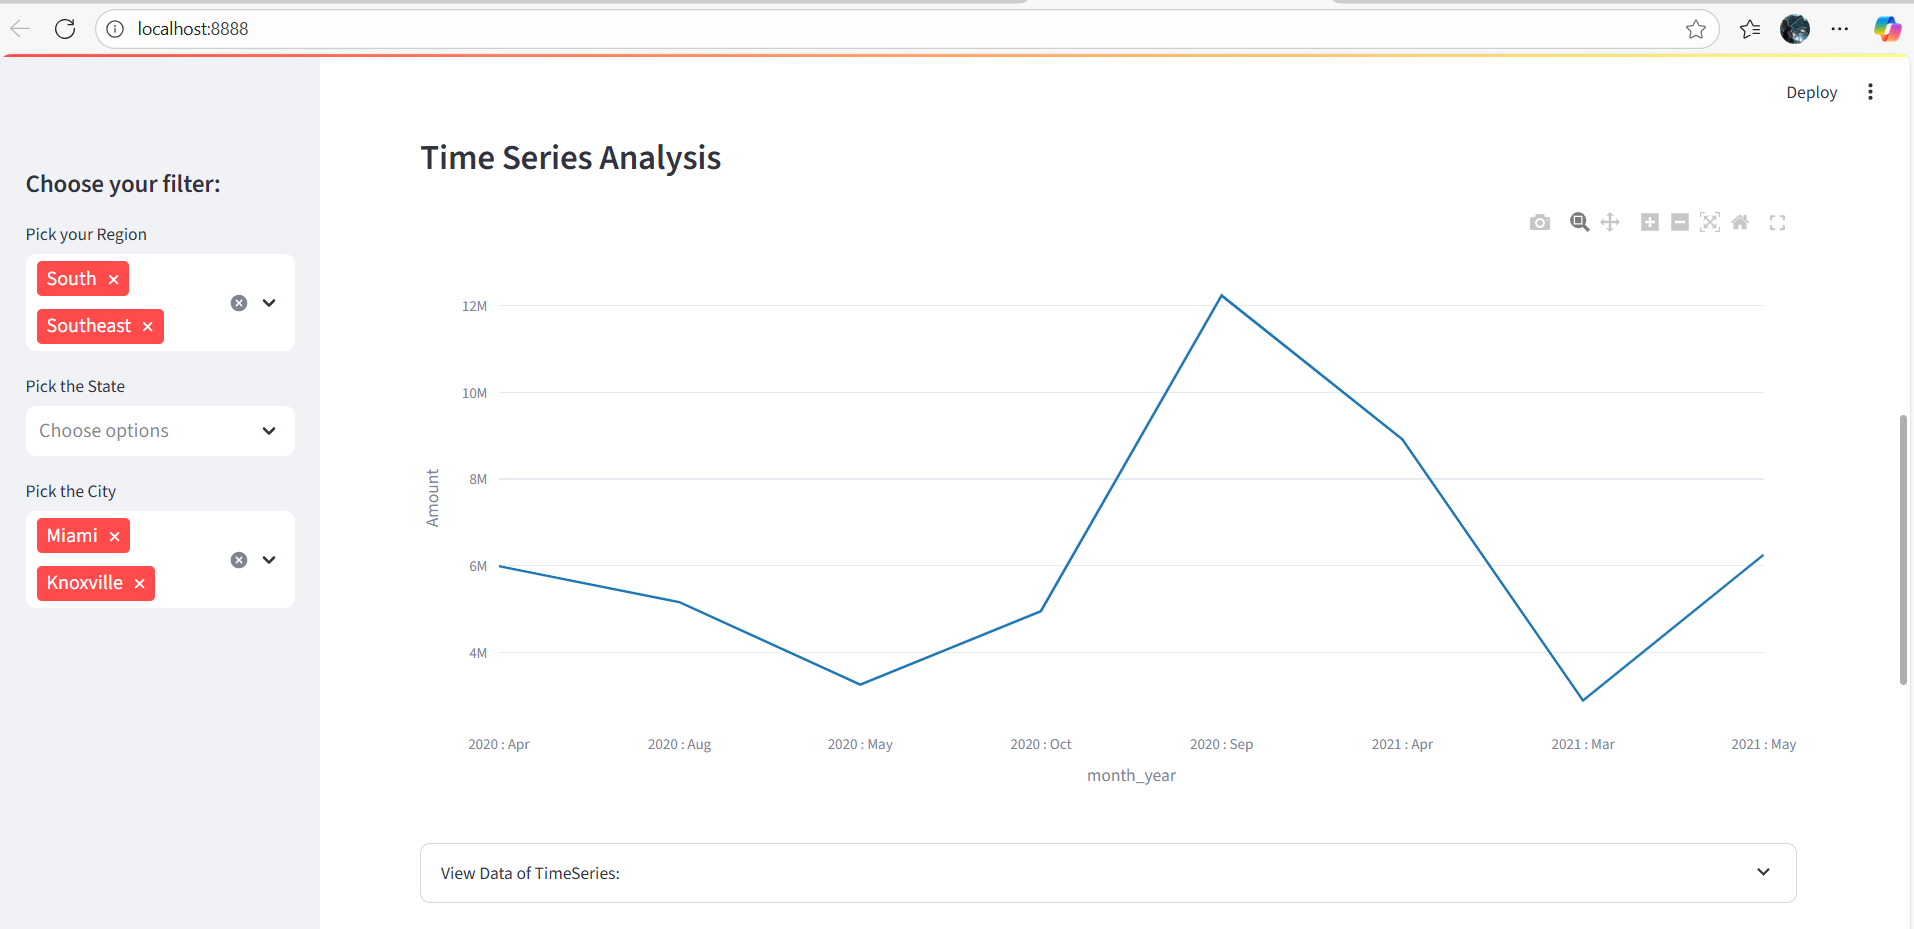 localhost:8888
Deploy
Choose your filter:
Pick your Region
South
Southeast
Pick the State
Choose options
Pick the City
Miami
Knoxville
Time Series Analysis
12M
10M
8M
6M
4M
Amount
2020 : Apr 2020 : Aug 2020 : May 2020 : Oct 2020 : Sep 2021 : Apr 2021 : Mar 2021 : May
month_year
View Data of TimeSeries: